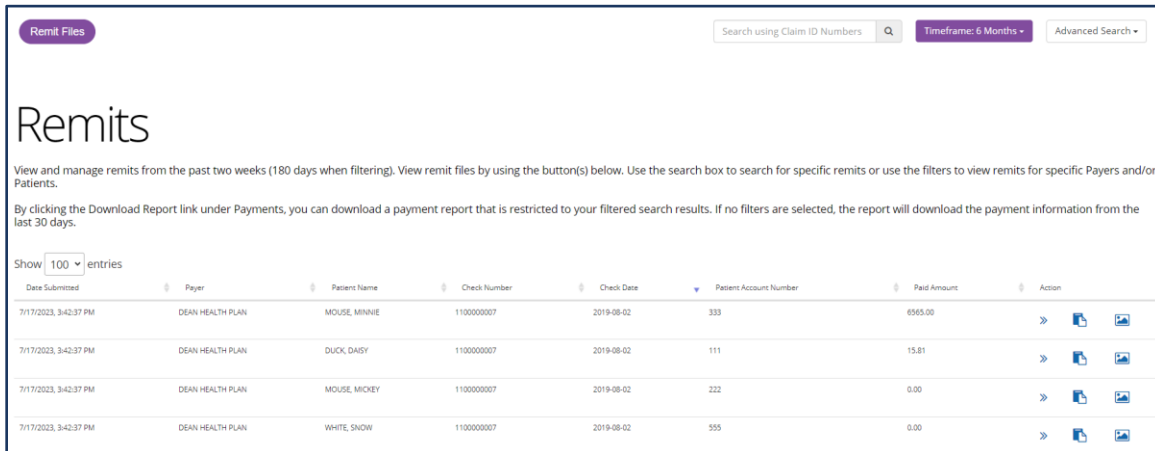 Remit Files
Search using Claim ID Numbers
Timeframe: 6 Months
Advanced Search
Remits
View and manage remits from the past two weeks (180 days when filtering). View remit files by using the button(s) below. Use the search box to search for specific remits or use the filters to view remits for specific Payers and/or
Patients.
By clicking the Download Report link under Payments, you can download a payment report that is restricted to your filtered search results. If no filters are selected, the report will download the payment information from the
last 30 days.
Show 100 entries
Date Submitted Payer Patient Name Check Number Check Date Patient Account Number Paid Amount Action
7/17/2023, 3:42:37 PM DEAN HEALTH PLAN MOUSE, MINNIE 1100000007 2019-08-02 333 6565.00
7/17/2023, 3:42:37 PM DEAN HEALTH PLAN DUCK, DAISY 1100000007 2019-08-02 111 15.81
7/17/2023, 3:42:37 PM DEAN HEALTH PLAN MOUSE, MICKEY 1100000007 2019-08-02 222 0.00
7/17/2023, 3:42:37 PM DEAN HEALTH PLAN WHITE, SNOW 1100000007 2019-08-02 555 0.00